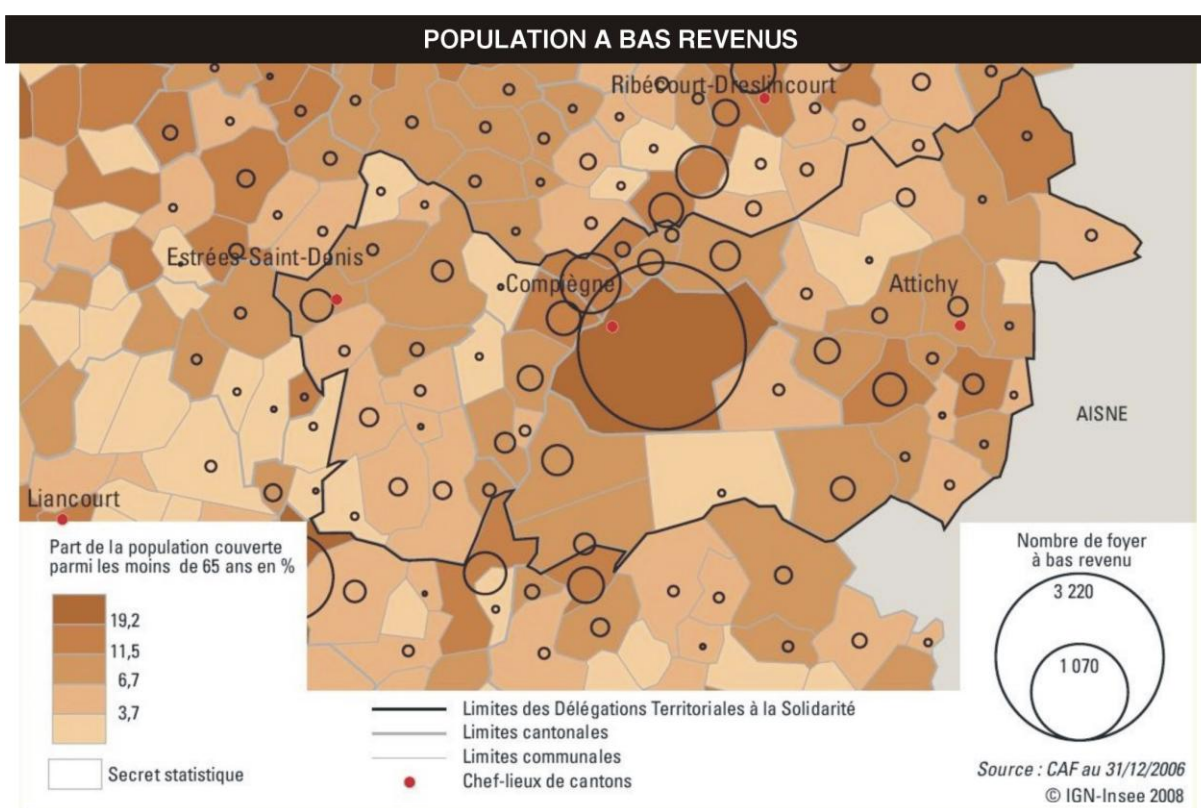 POPULATION A BAS REVENUS
Ribécourt-Dreslincourt
Estrées-Saint-Denis
Compiègne
Attichy
AISNE
Liancourt
Part de la population couverte
parmi les moins de 65 ans en %
19,2
11,5
6,7
3,7
Secret statistique
Limites des Délégations Territoriales à la Solidarité
Limites cantonales
Limites communales
Chef-lieux de cantons
Nombre de foyer
à bas revenu
3 220
1 070
Source : CAF au 31/12/2006
© IGN-Insee 2008